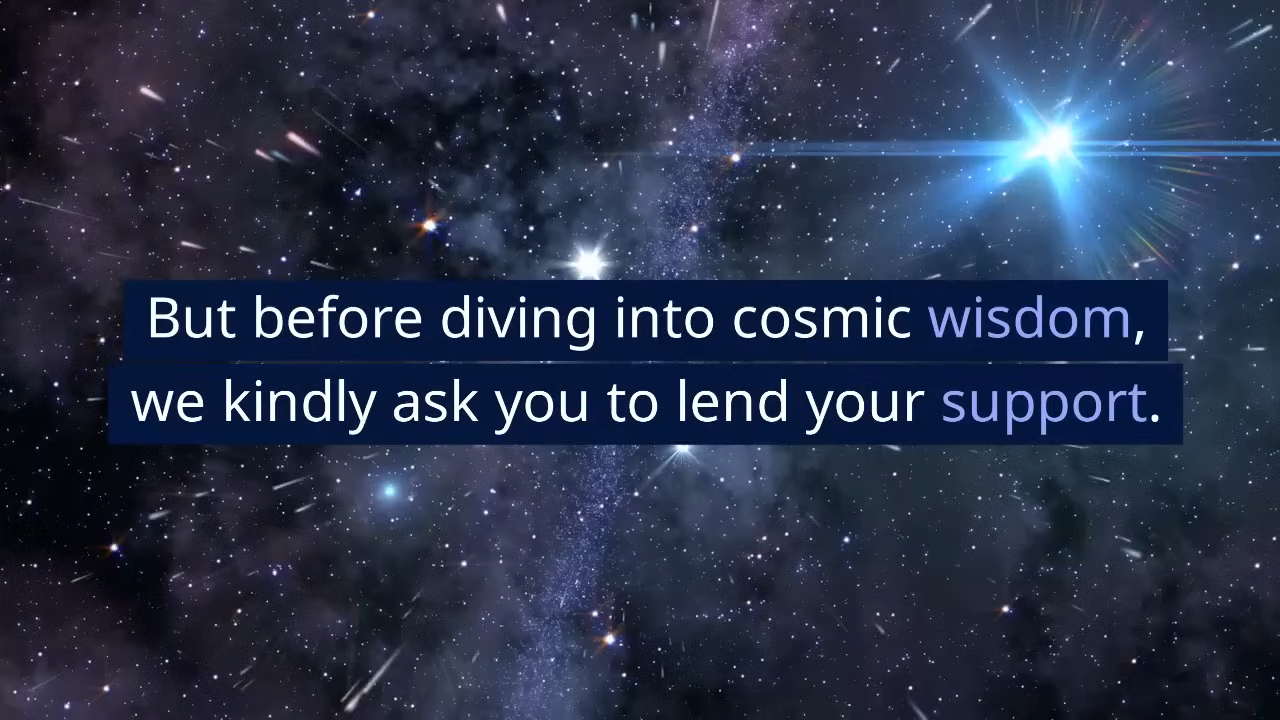 But before diving into cosmic wisdom,
we kindly ask you to lend your support.